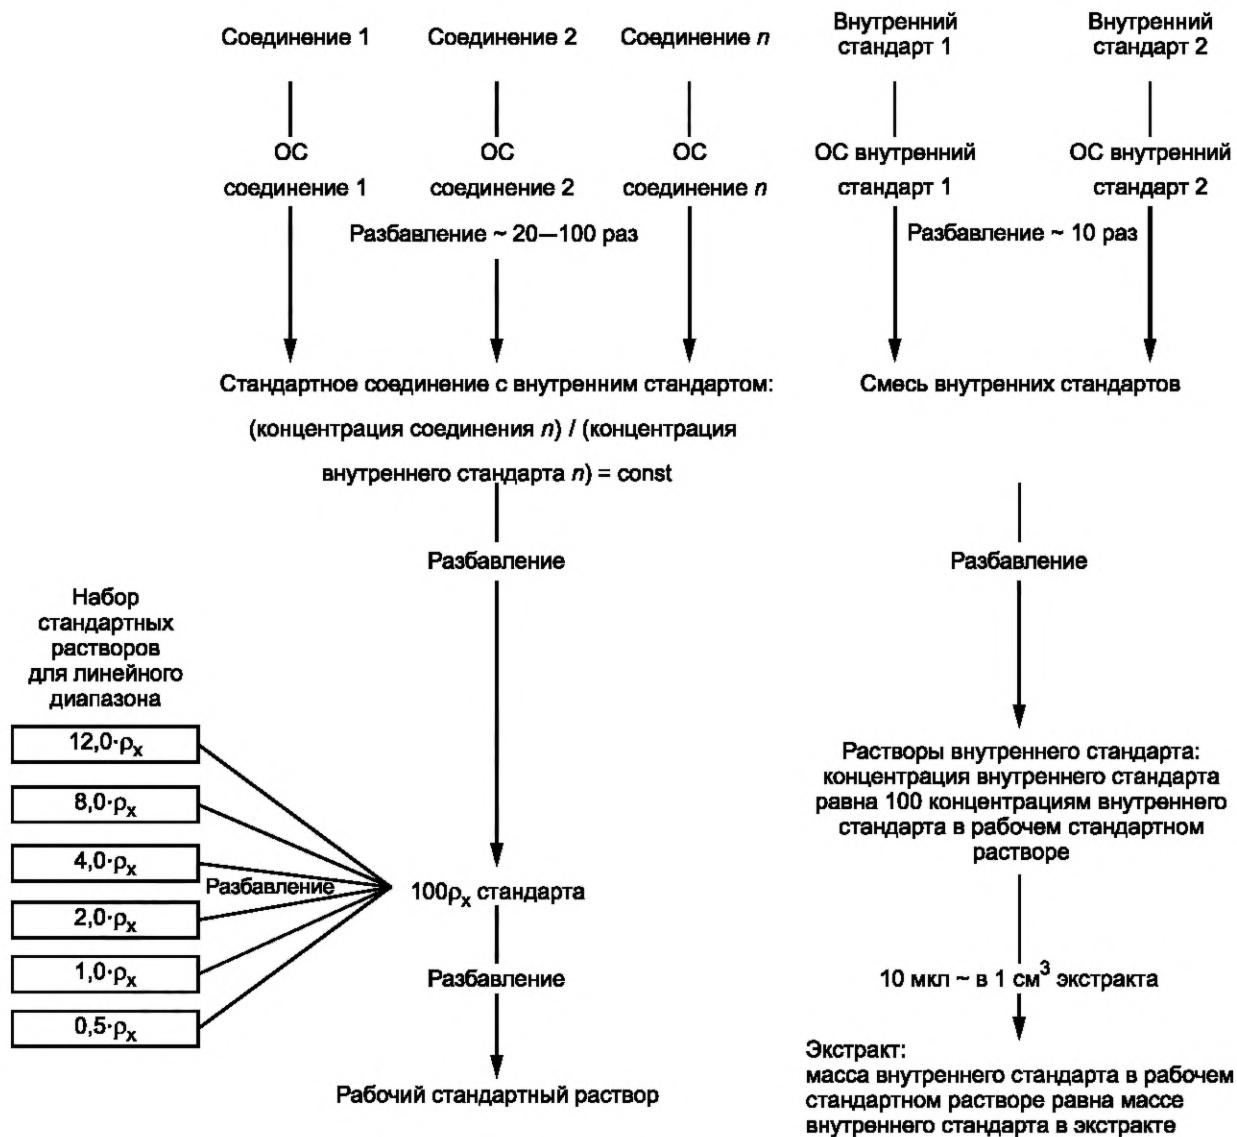 Соединение 1
Соединение 2
Соединение n
Внутренний
стандарт 1
Внутренний
стандарт 2
ОС
соединение 1
ОС
соединение 2
ОС
соединение n
ОС внутренний
стандарт 1
ОС внутренний
стандарт 2
Разбавление ~ 20—100 раз
Разбавление ~ 10 раз
Стандартное соединение с внутренним стандартом:
(концентрация соединения n) / (концентрация
внутреннего стандарта n) = const
Смесь внутренних стандартов
Разбавление
Разбавление
Набор
стандартных
растворов
для линейного
диапазона
12,0·ρx
8,0·ρx
4,0·ρx
2,0·ρx
1,0·ρx
0,5·ρx
Разбавление
100ρx стандарта
Разбавление
Рабочий стандартный раствор
Растворы внутреннего стандарта:
концентрация внутреннего стандарта
равна 100 концентрациям внутреннего
стандарта в рабочем стандартном
растворе
10 мкл ~ в 1 см³ экстракта
Экстракт:
масса внутреннего стандарта в рабочем
стандартном растворе равна массе
внутреннего стандарта в экстракте